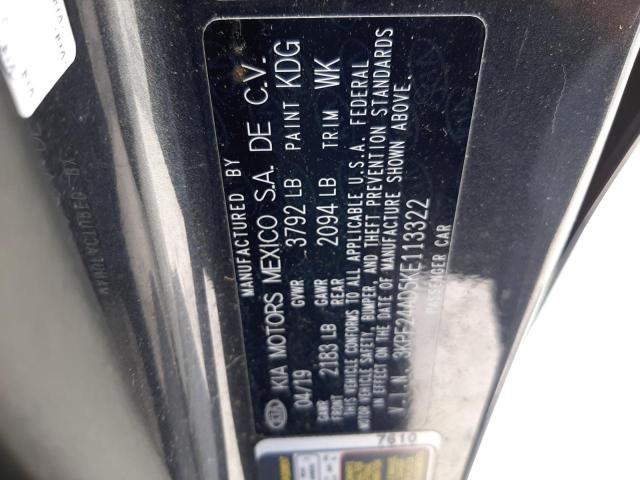 MANUFACTURED BY
KIA KIA MOTORS MEXICO S.A. DE C.V.
04/19 GVWR 3792 LB PAINT KDG
GAWR FRONT 2183 LB GAWR REAR 2094 LB TRIM WK
THIS VEHICLE CONFORMS TO ALL APPLICABLE U.S.A. FEDERAL
MOTOR VEHICLE SAFETY, BUMPER, AND THEFT PREVENTION STANDARDS
IN EFFECT ON THE DATE OF MANUFACTURE SHOWN ABOVE.
V.I.N. 3KPF24AD5KE113322
PASSENGER CAR
7610